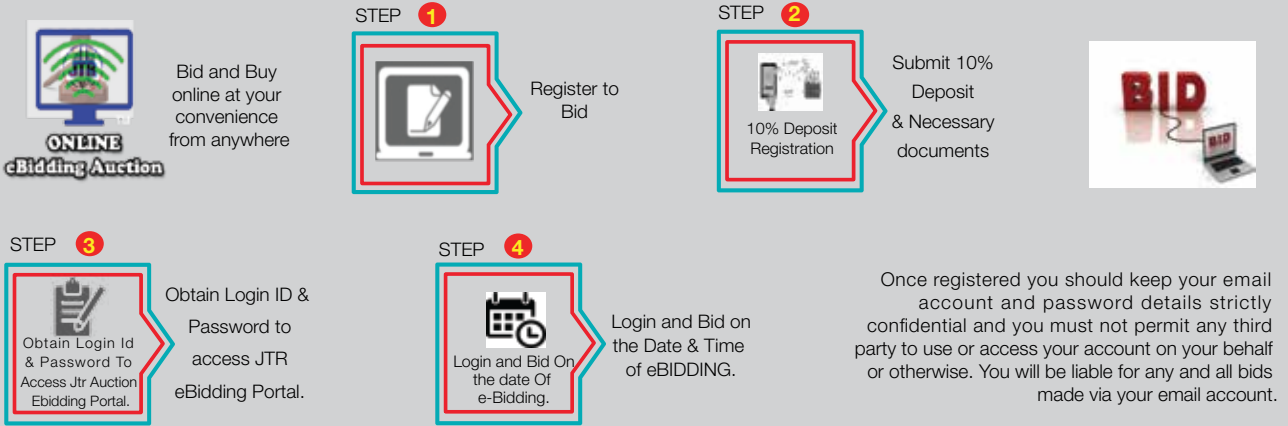 JTR
ONLINE
eBidding Auction
Bid and Buy
online at your
convenience
from anywhere
STEP 1
Register to
Bid
STEP 2
10% Deposit
Registration
Submit 10%
Deposit
& Necessary
documents
BID
BID
STEP 3
Obtain Login Id
& Password To
Access Jtr Auction
Ebidding Portal.
Obtain Login ID &
Password to
access JTR
eBidding Portal.
STEP 4
Login and Bid On
the date Of
e-Bidding.
Login and Bid on
the Date & Time
of eBIDDING.
Once registered you should keep your email
account and password details strictly
confidential and you must not permit any third
party to use or access your account on your behalf
or otherwise. You will be liable for any and all bids
made via your email account.